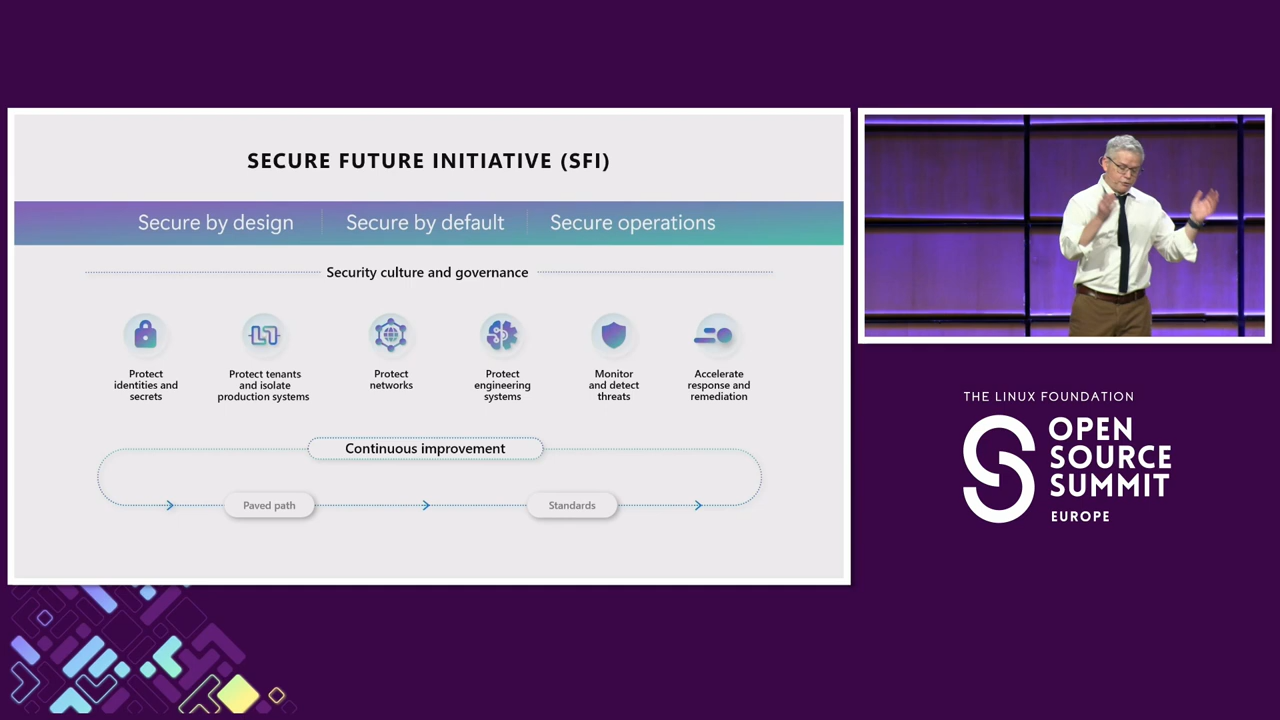 SECURE FUTURE INITIATIVE (SFI)
Secure by design
Secure by default
Secure operations
Security culture and governance
Protect
identities and
secrets
Protect tenants
and isolate
production systems
Protect
networks
Protect
engineering
systems
Monitor
and detect
threats
Accelerate
response and
remediation
Continuous improvement
Paved path
Standards
THE LINUX FOUNDATION
OPEN
SOURCE
SUMMIT
EUROPE